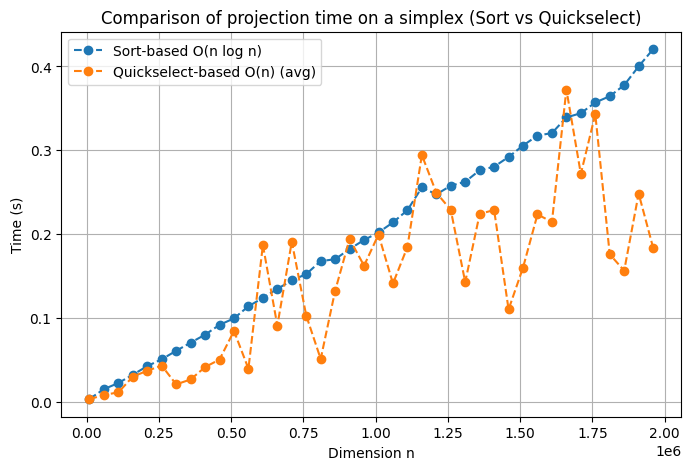 Comparison of projection time on a simplex (Sort vs Quickselect)
Sort-based O(n log n)
Quickselect-based O(n) (avg)
0.4
0.3
0.2
0.1
0.0
Time (s)
0.00 0.25 0.50 0.75 1.00 1.25 1.50 1.75 2.00
1e6
Dimension n